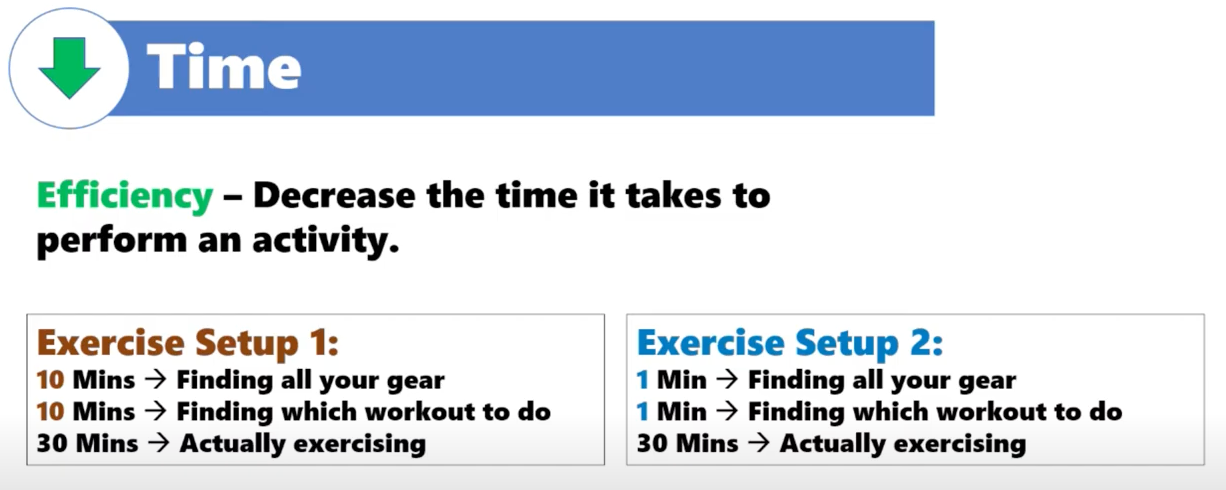 Time
Efficiency – Decrease the time it takes to
perform an activity.
Exercise Setup 1:
10 Mins → Finding all your gear
10 Mins → Finding which workout to do
30 Mins → Actually exercising
Exercise Setup 2:
1 Min → Finding all your gear
1 Min → Finding which workout to do
30 Mins → Actually exercising